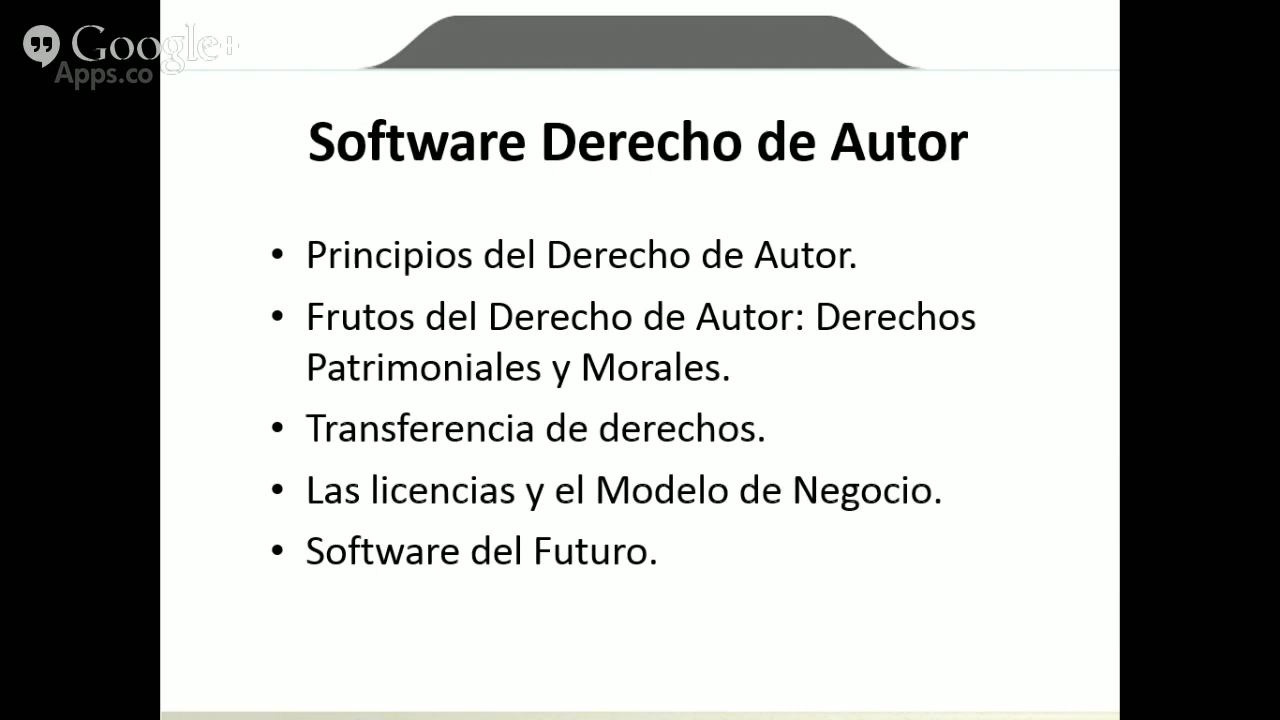 Google+
Apps.co
Software Derecho de Autor
• Principios del Derecho de Autor.
• Frutos del Derecho de Autor: Derechos
Patrimoniales y Morales.
• Transferencia de derechos.
• Las licencias y el Modelo de Negocio.
• Software del Futuro.